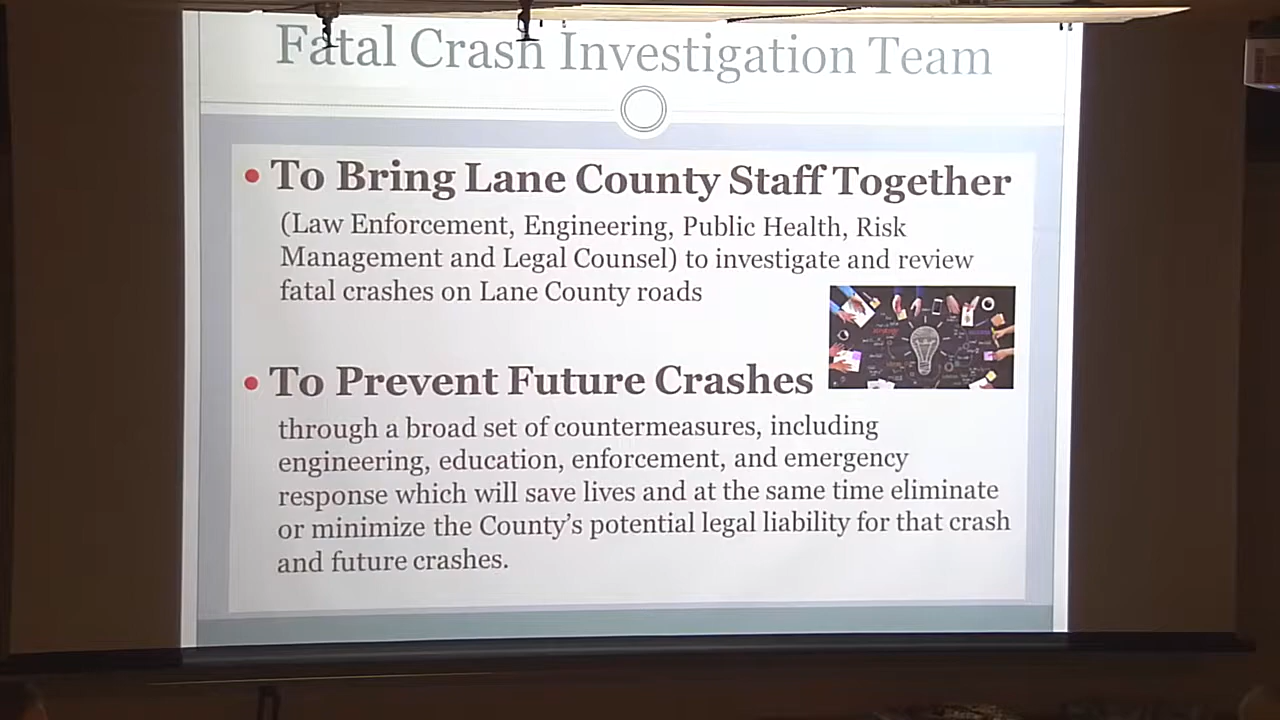 Fatal Crash Investigation Team
• To Bring Lane County Staff Together
(Law Enforcement, Engineering, Public Health, Risk
Management and Legal Counsel) to investigate and review
fatal crashes on Lane County roads
• To Prevent Future Crashes
through a broad set of countermeasures, including
engineering, education, enforcement, and emergency
response which will save lives and at the same time eliminate
or minimize the County's potential legal liability for that crash
and future crashes.